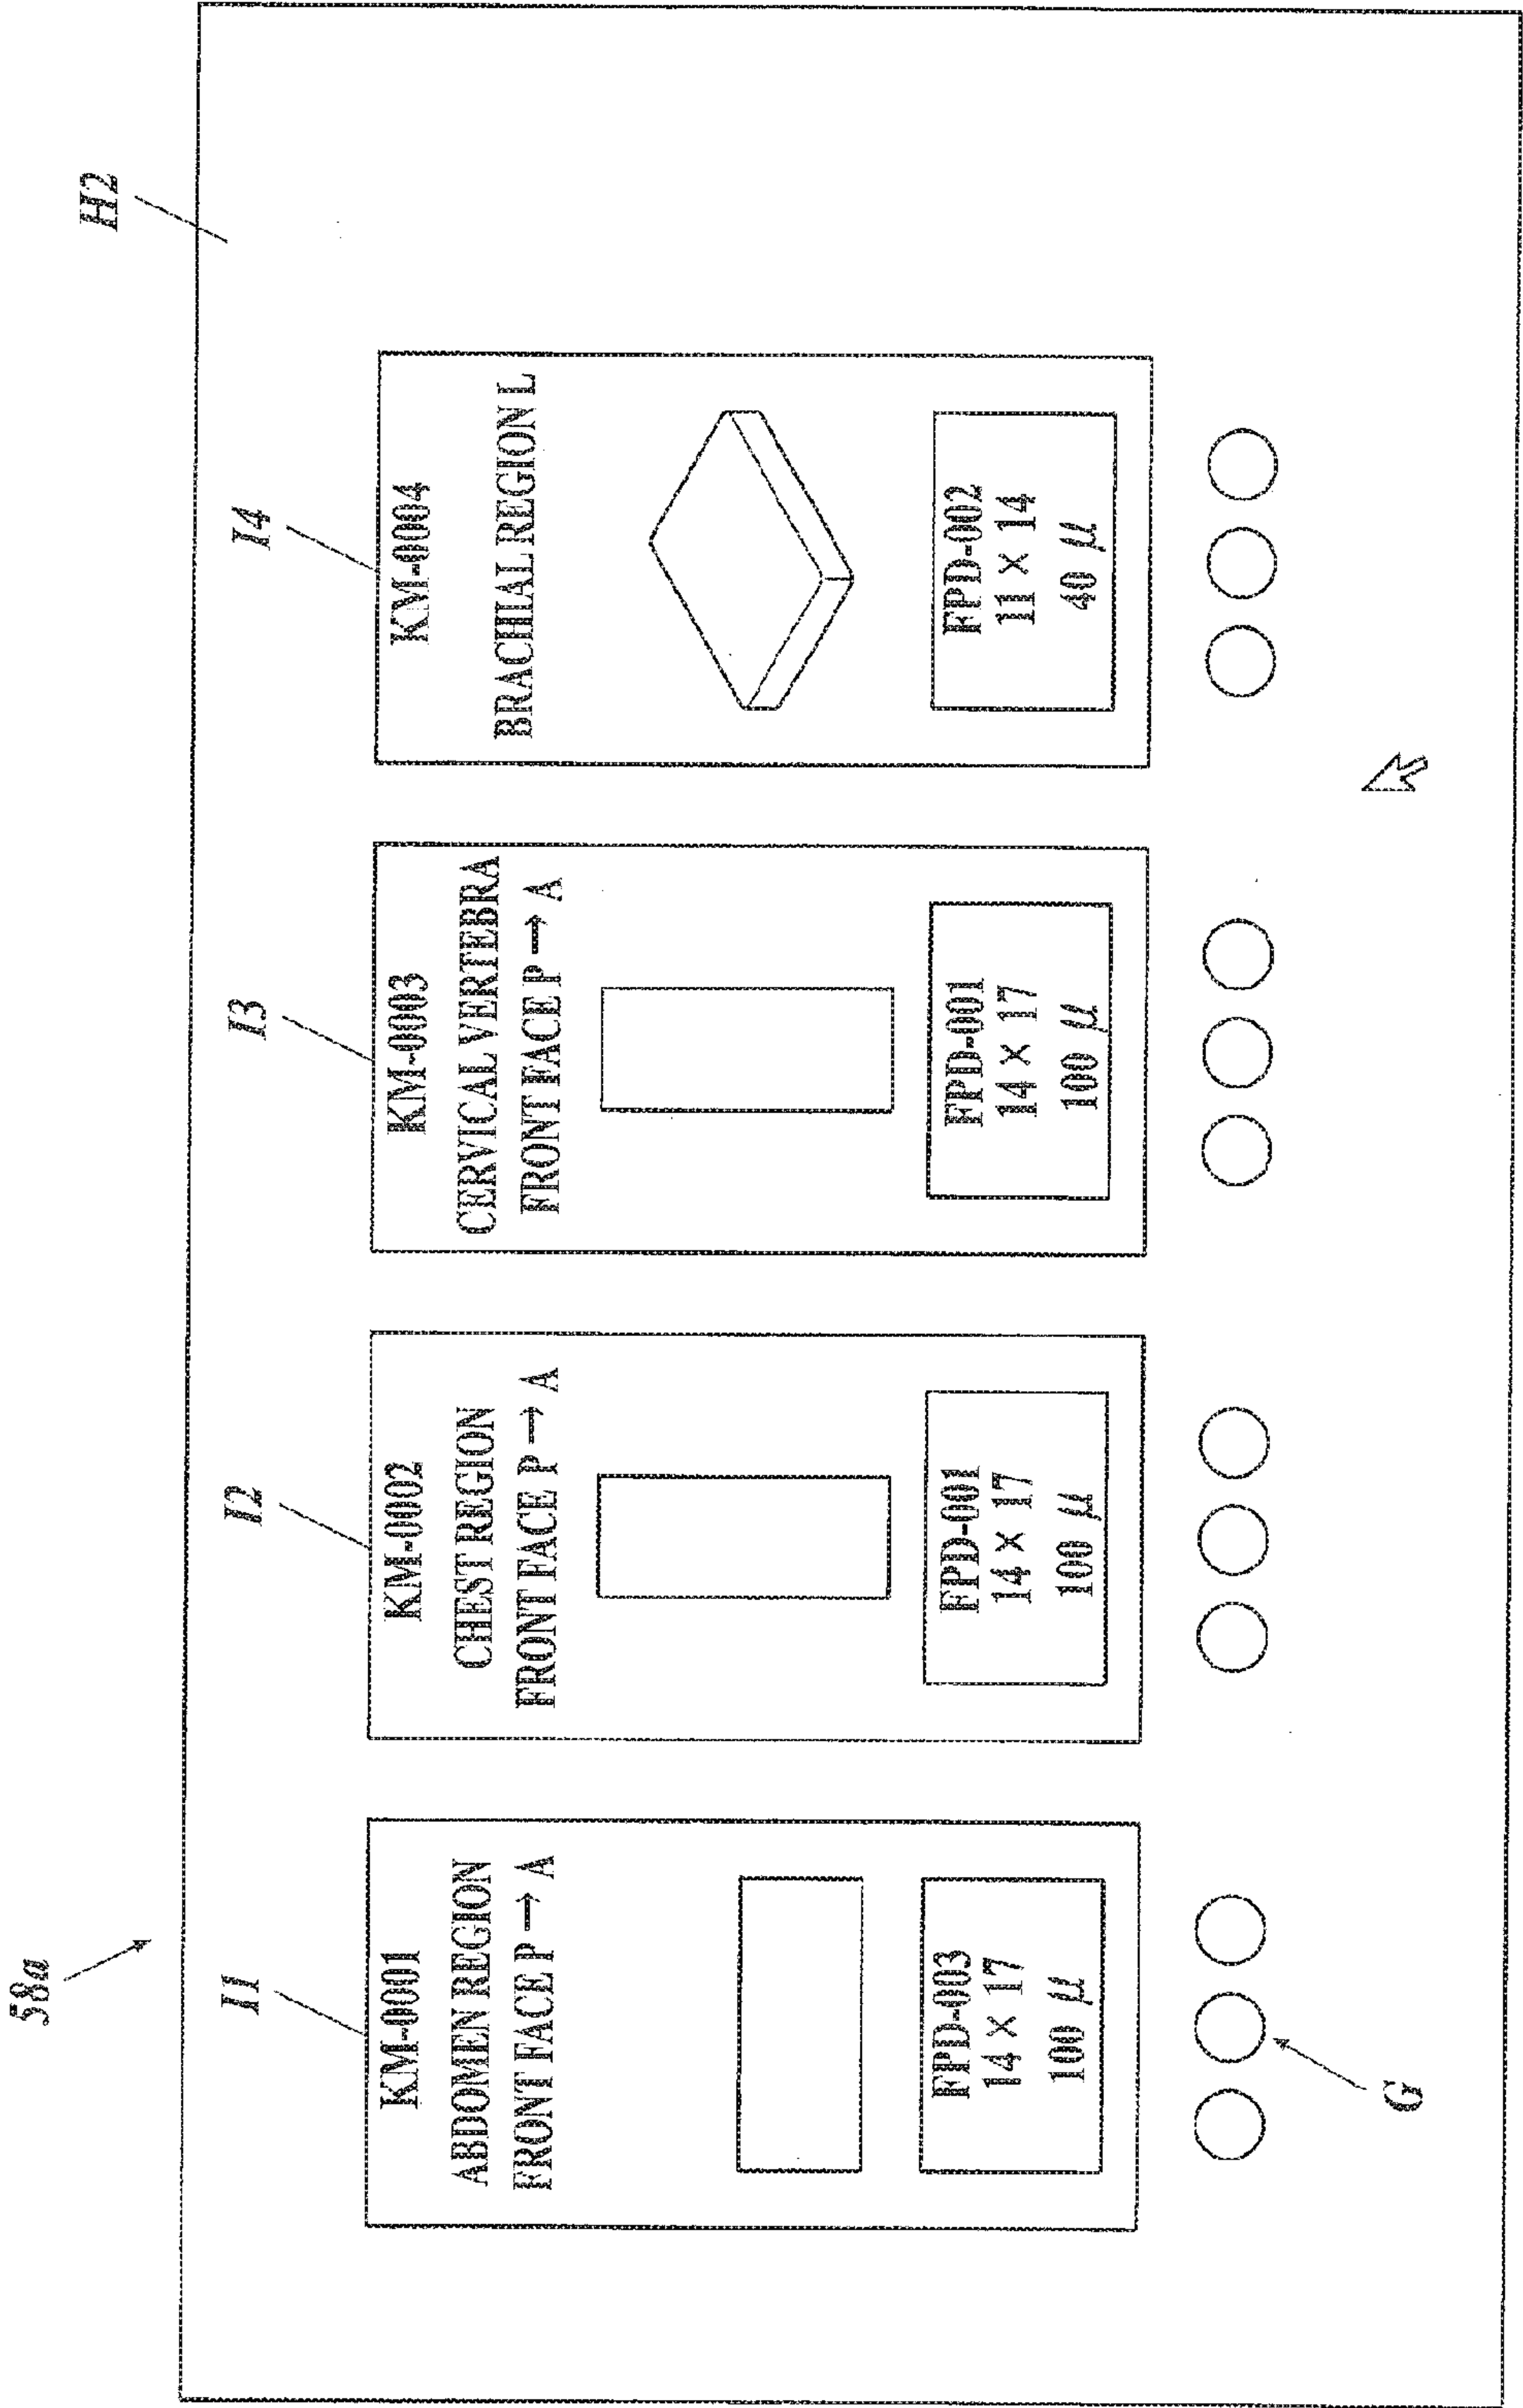 58a
H2
I1
I2
I3
I4
KM-0001
ABDOMEN REGION
FRONT FACE P → A
FPD-003
14 × 17
100 μ
KM-0002
CHEST REGION
FRONT FACE P → A
FPD-001
14 × 17
100 μ
KM-0003
CERVICAL VERTEBRA
FRONT FACE P → A
FPD-001
14 × 17
100 μ
KM-0004
BRACHIAL REGION L
FPD-002
11 × 14
40 μ
G